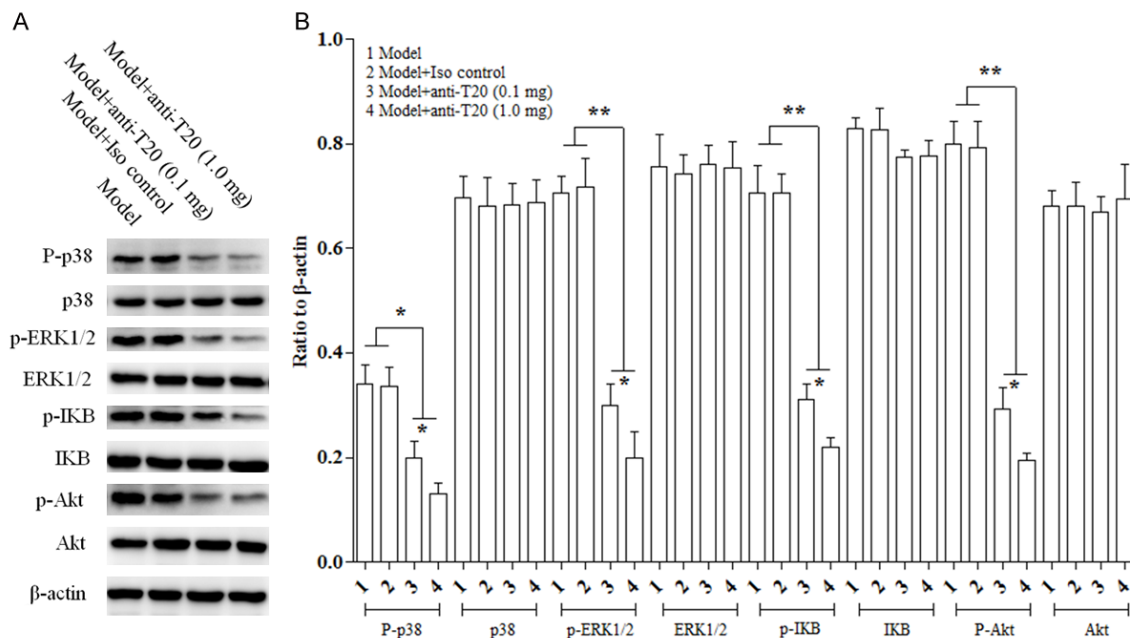 A
Model
Model+Iso control
Model+anti-T20 (0.1 mg)
Model+anti-T20 (1.0 mg)
P-p38
p38
p-ERK1/2
ERK1/2
p-IKB
IKB
p-Akt
Akt
β-actin
B
1 Model
2 Model+Iso control
3 Model+anti-T20 (0.1 mg)
4 Model+anti-T20 (1.0 mg)
Ratio to β-actin
1.0
0.8
0.6
0.4
0.2
0.0
* * ** * ** * ** *
1 2 3 4 1 2 3 4 1 2 3 4 1 2 3 4 1 2 3 4 1 2 3 4 1 2 3 4 1 2 3 4
P-p38 p38 p-ERK1/2 ERK1/2 p-IKB IKB P-Akt Akt